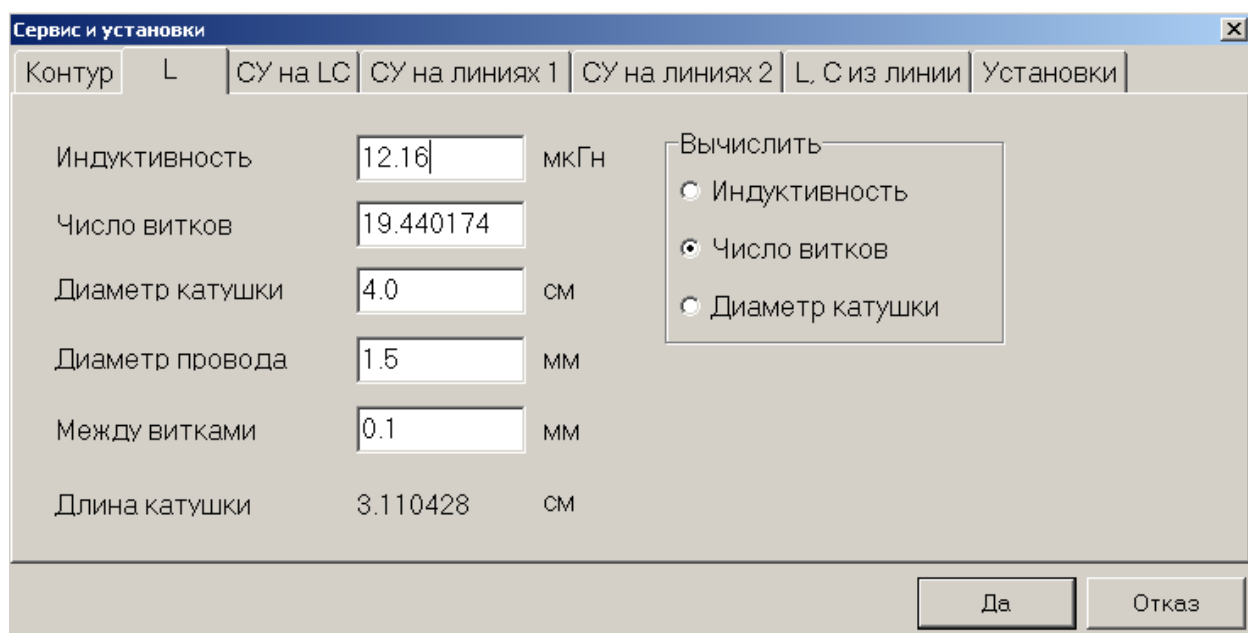 Сервис и установки
Контур L СУ на LC СУ на линиях 1 СУ на линиях 2 L, C из линии Установки
Индуктивность 12.16 мкГн
Число витков 19.440174
Диаметр катушки 4.0 см
Диаметр провода 1.5 мм
Между витками 0.1 мм
Длина катушки 3.110428 см
Вычислить
Индуктивность
Число витков
Диаметр катушки
Да Отказ